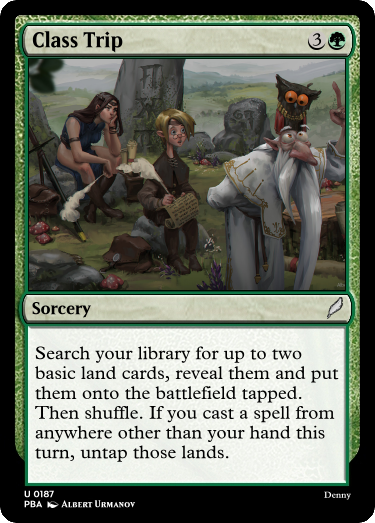 Class Trip 3
Sorcery
Search your library for up to two
basic land cards, reveal them and put
them onto the battlefield tapped.
Then shuffle. If you cast a spell from
anywhere other than your hand this
turn, untap those lands.
U 0187
PBA Albert Urmanov Denny